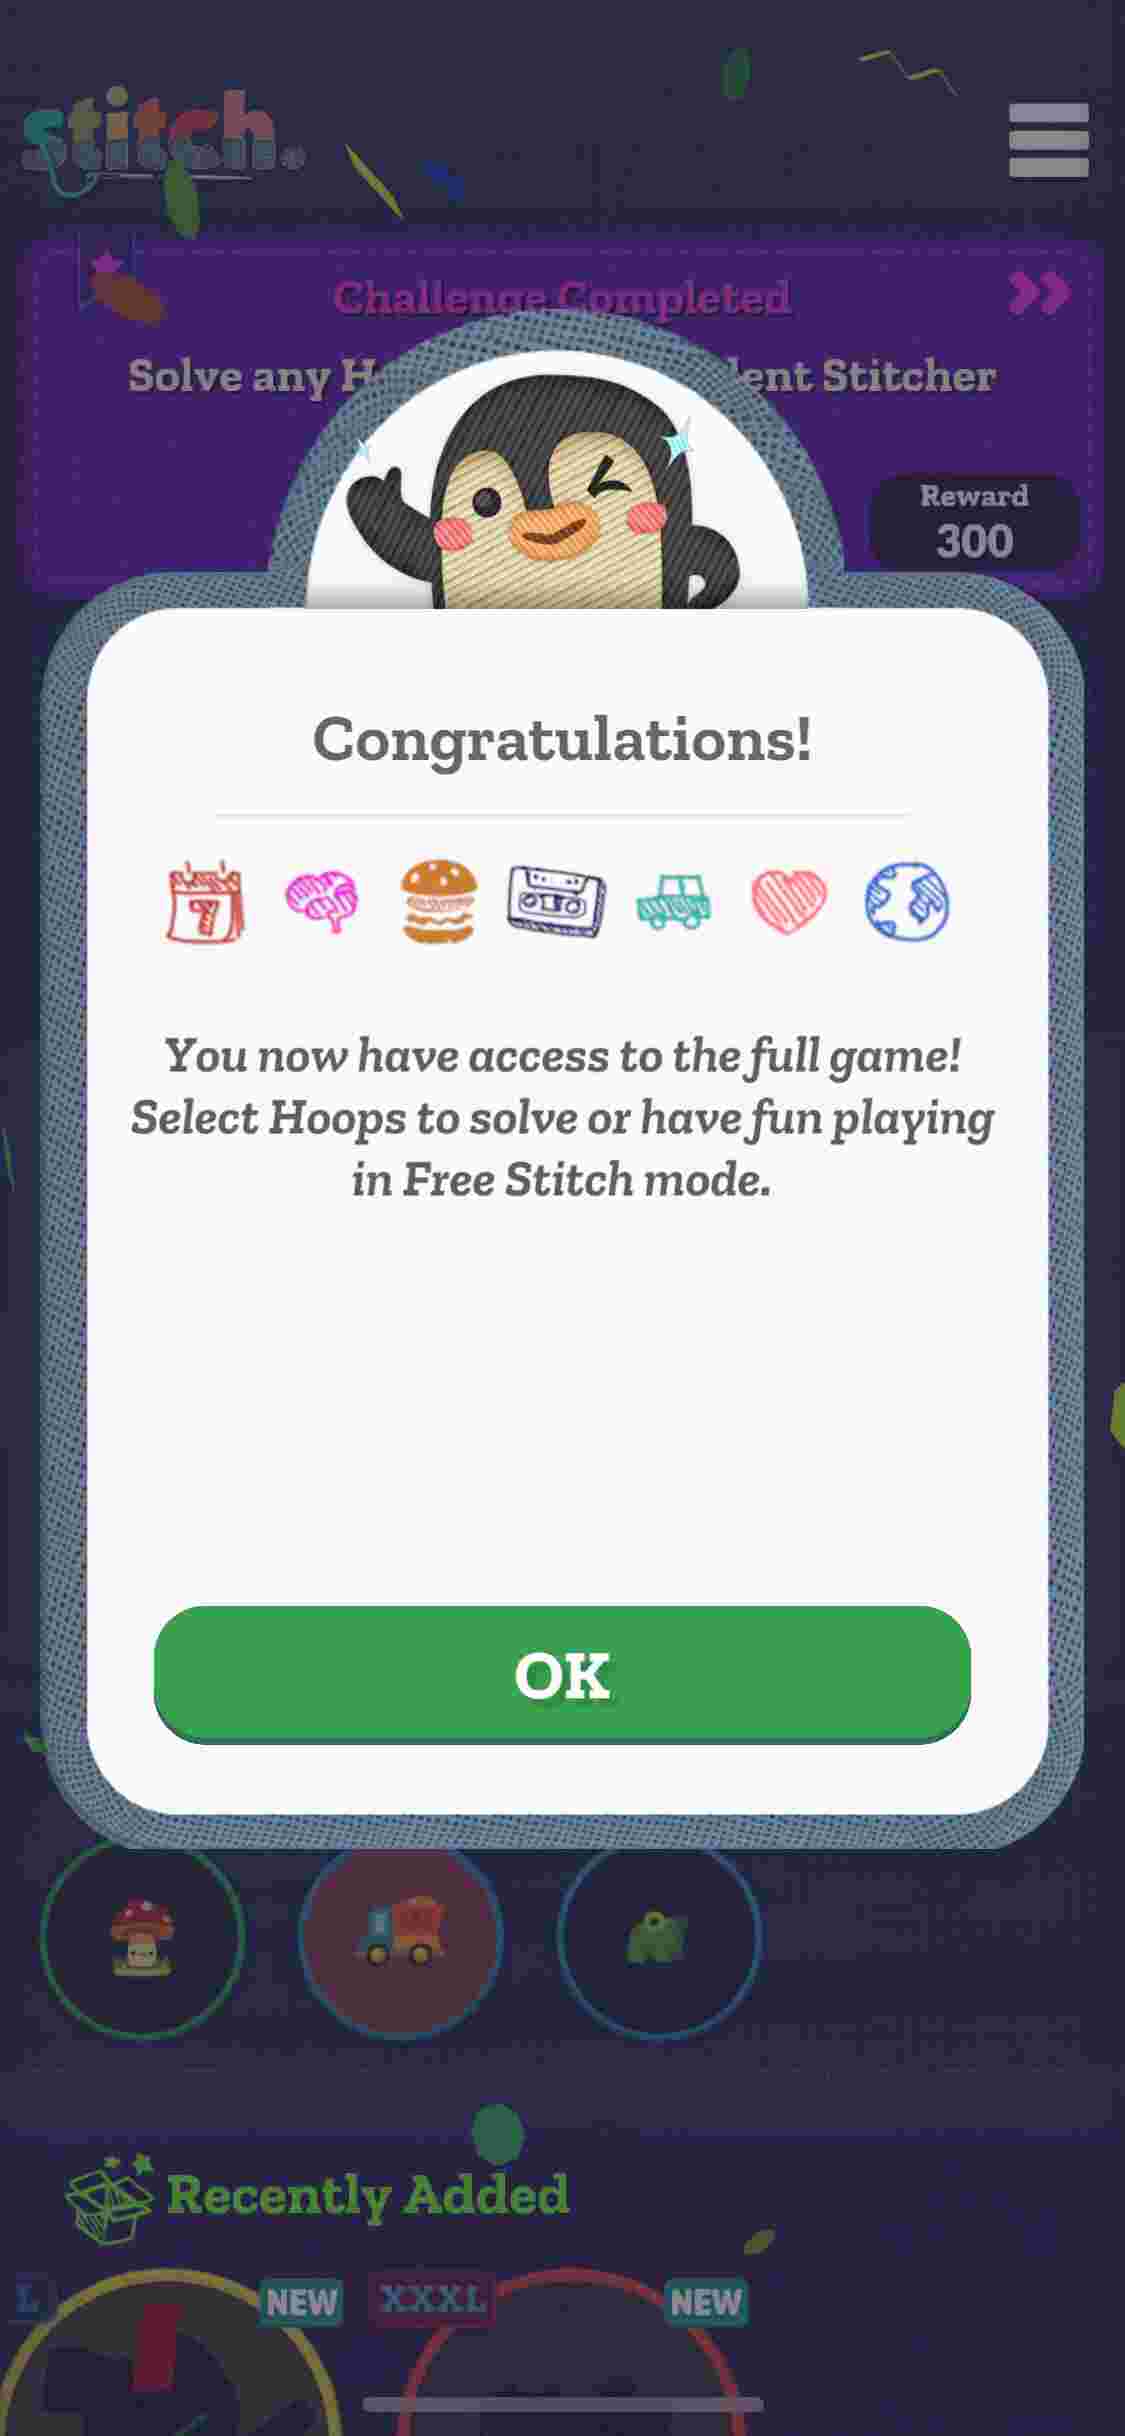 stitch.
Challenge Completed
Solve any H
lent Stitcher
Reward
300
Congratulations!
7
You now have access to the full game!
Select Hoops to solve or have fun playing
in Free Stitch mode.
OK
Recently Added
L
NEW
XXXL
NEW